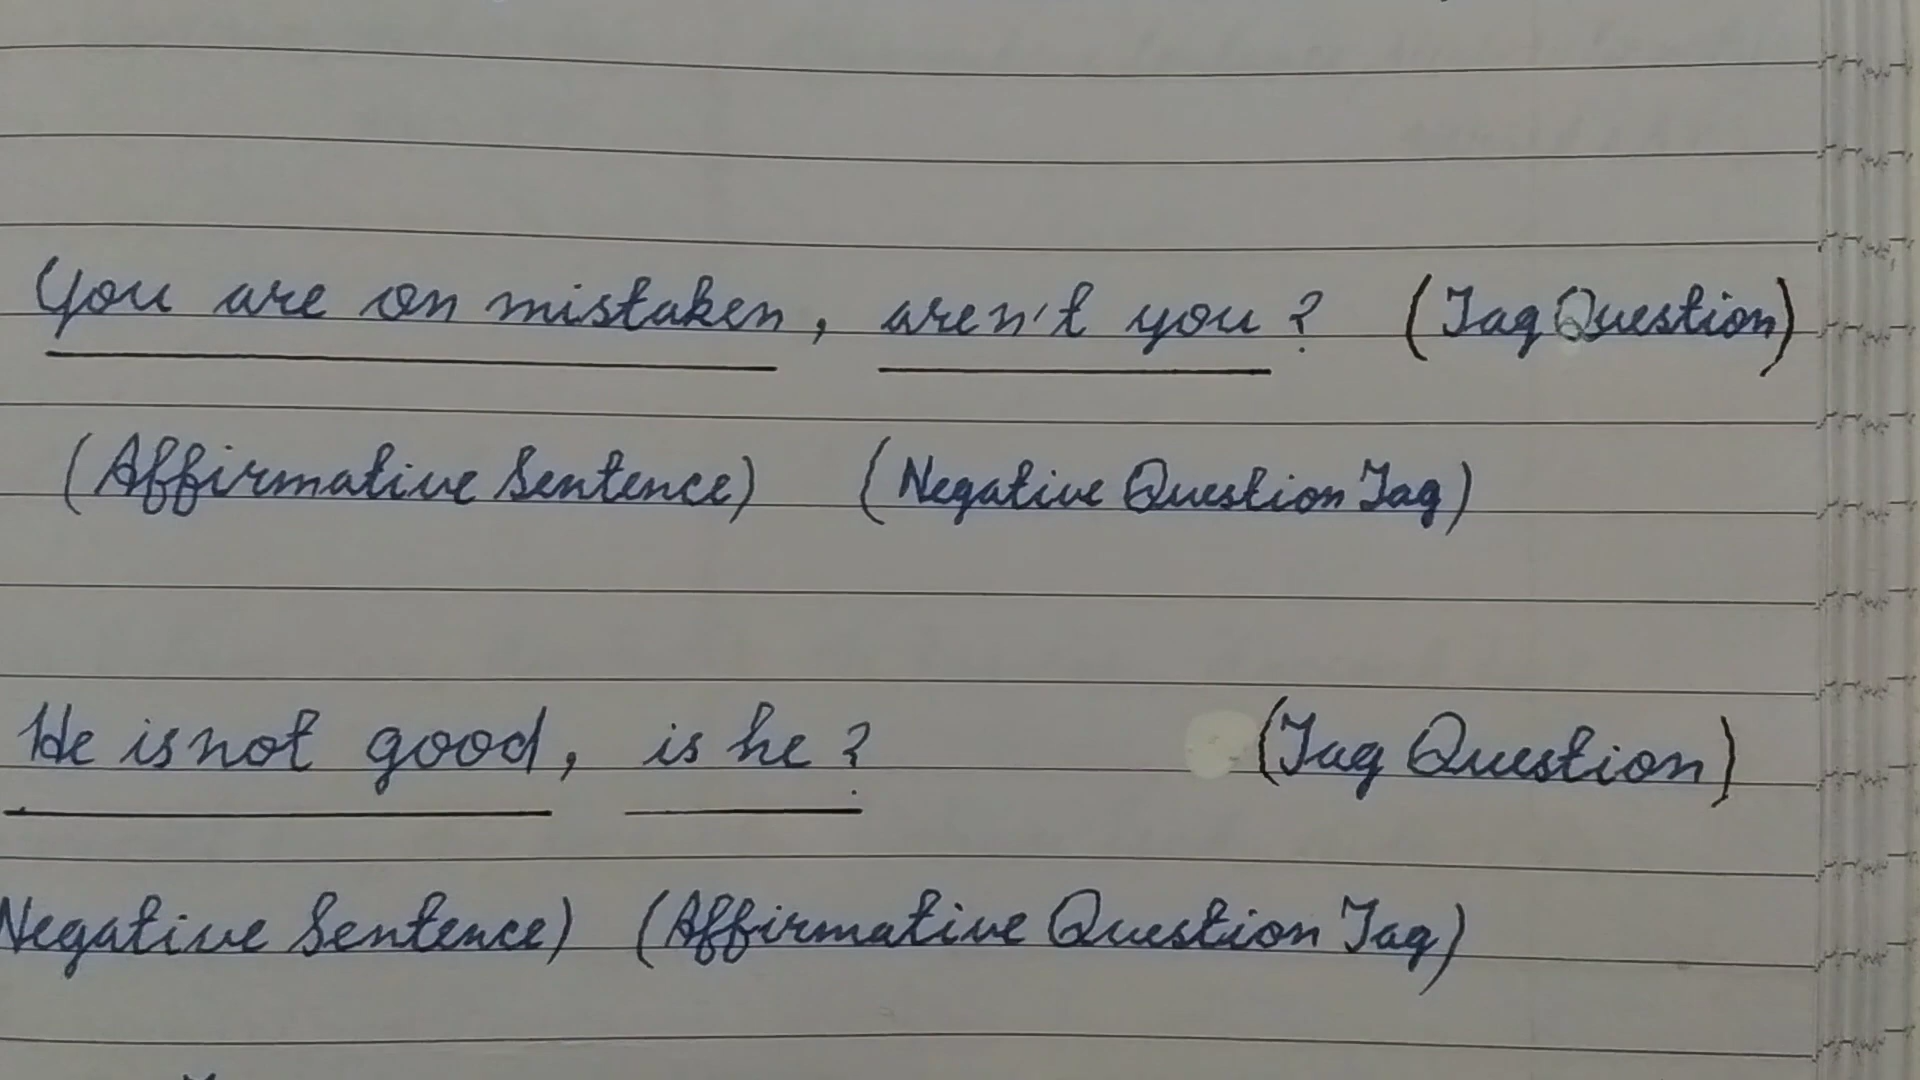 You are on mistaken, aren't you? (Tag Question)
(Affirmative Sentence) (Negative Question Tag)
He is not good, is he? (Tag Question)
Negative Sentence) (Affirmative Question Tag)